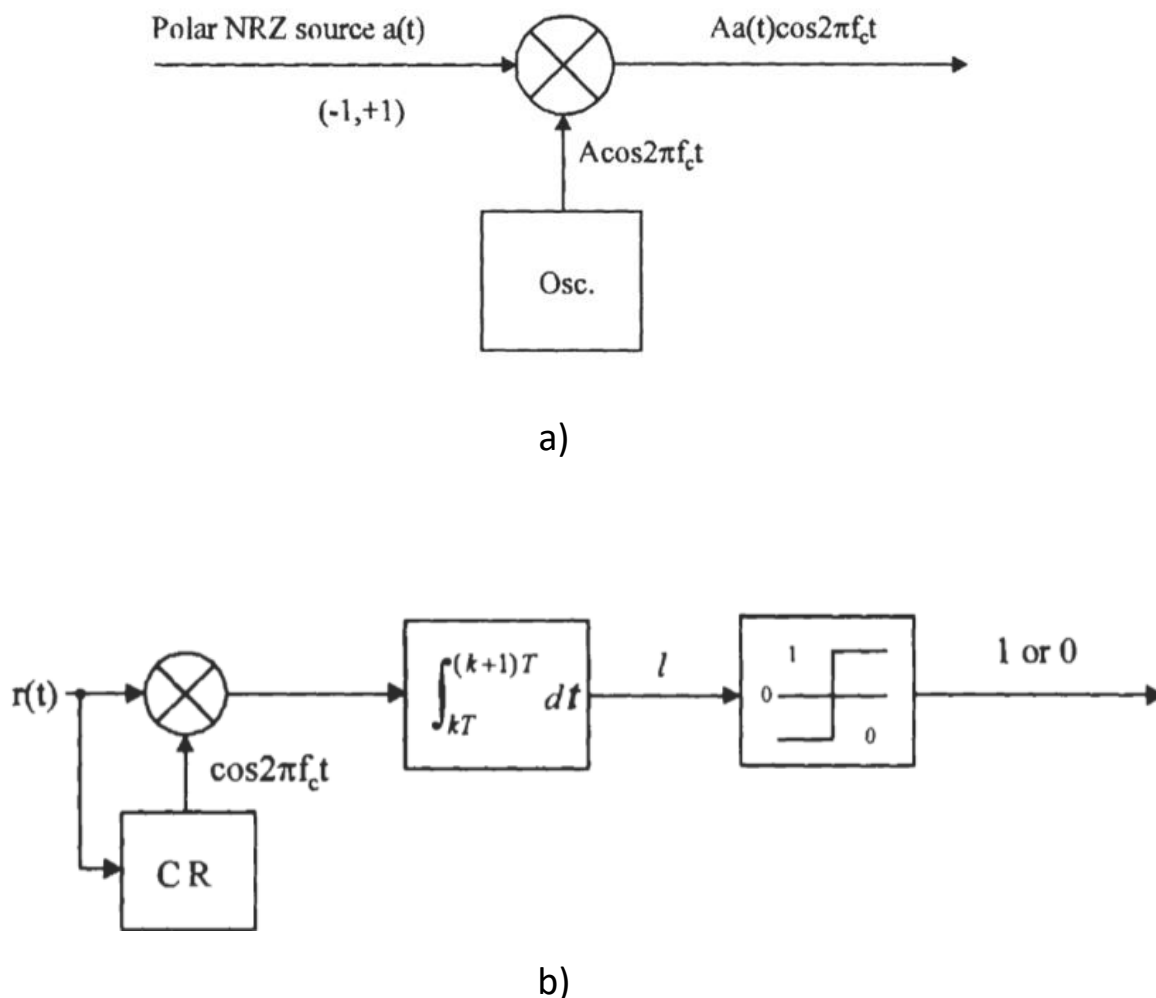 Polar NRZ source a(t)
Aa(t)cos2πf_ct
(-1,+1)
Acos2πf_ct
Osc.
a)
r(t)
cos2πf_ct
CR
∫_{kT}^{(k+1)T} dt
l
1
0
0
1 or 0
b)